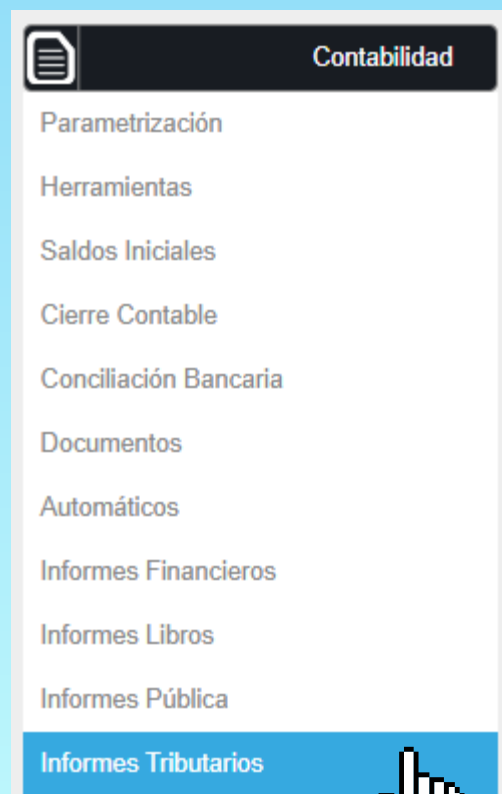 Contabilidad
Parametrización
Herramientas
Saldos Iniciales
Cierre Contable
Conciliación Bancaria
Documentos
Automáticos
Informes Financieros
Informes Libros
Informes Pública
Informes Tributarios